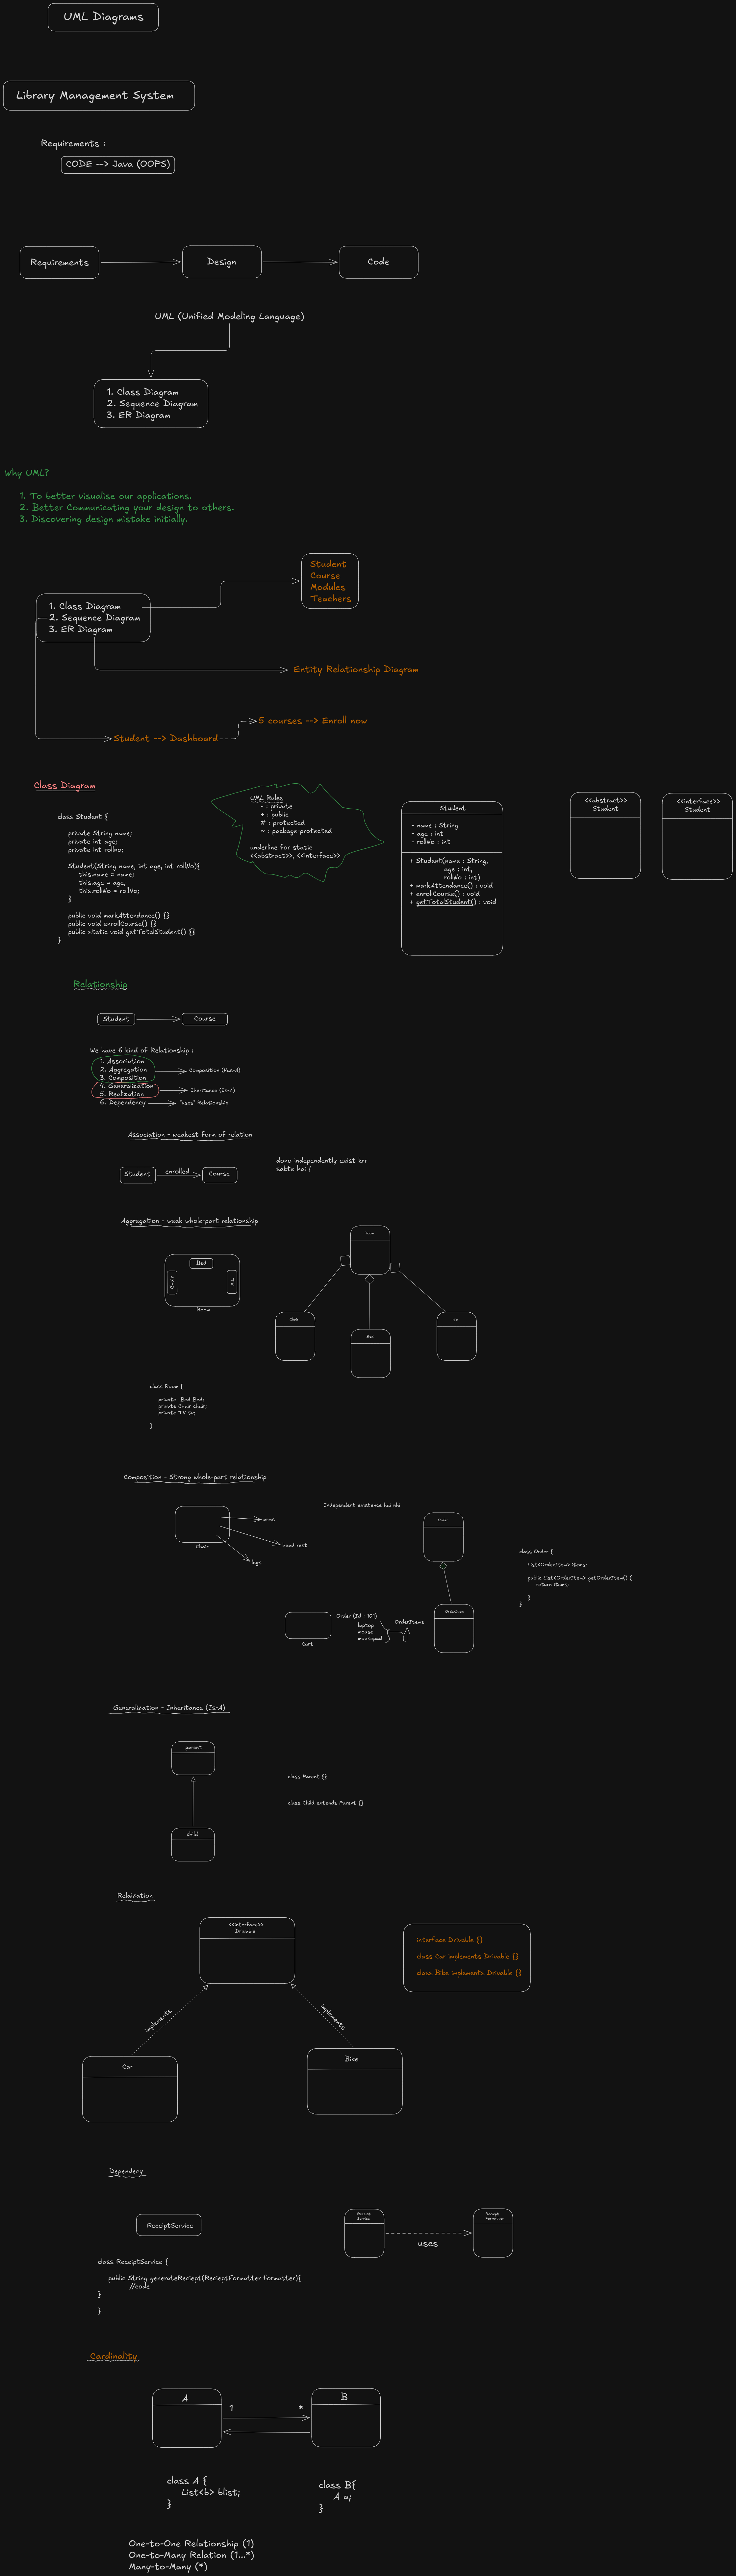 UML Diagrams
Library Management System
Requirements :
CODE --> Java (OOPS)
Requirements
Design
Code
UML (Unified Modeling Language)
1. Class Diagram
2. Sequence Diagram
3. ER Diagram
Why UML?
1. To better visualise our applications.
2. Better Communicating your design to others.
3. Discovering design mistake initially.
Student
Course
Modules
Teachers
1. Class Diagram
2. Sequence Diagram
3. ER Diagram
Entity Relationship Diagram
5 courses --> Enroll now
Student --> Dashboard
Class Diagram
class Student {
private String name;
private int age;
private int rollno;
Student(String name, int age, int rollNo){
this.name = name;
this.age = age;
this.rollNo = rollNo;
}
public void markAttendance() {}
public void enrollCourse() {}
public static void getTotalStudent() {}
}
UML Rules
- : private
+ : public
# : protected
~ : package-protected
underline for static
<<abstract>>, <<interface>>
Student
- name : String
- age : int
- rollNo : int
+ Student(name : String,
age : int,
rollNo : int)
+ markAttendance() : void
+ enrollCourse() : void
+ getTotalStudent() : void
<<abstract>>
Student
<<interface>>
Student
Relationship
Student
Course
We have 6 kind of Relationship :
1. Association
2. Aggregation
3. Composition
4. Generalization
5. Realization
6. Dependency
Composition (Has-A)
Inheritance (Is-A)
"uses" Relationship
Association - weakest form of relation
Student
enrolled
Course
dono independently exist krr
sakte hai !
Aggregation - weak whole-part relationship
Bed
Chair
TV
Room
Room
Chair
Bed
TV
class Room {
private Bed Bed;
private Chair chair;
private TV tv;
}
Composition - Strong whole-part relationship
Chair
arms
head rest
legs
Independent existence hai nhi
Order
OrderItem
class Order {
List<OrderItem> items;
public List<OrderItem> getOrderItem() {
return items;
}
}
Cart
Order (Id : 101)
laptop
mouse
mousepad
OrderItems
Generalization - Inheritance (Is-A)
parent
child
class Parent {}
class Child extends Parent {}
Relaization
<<interface>>
Drivable
implements
implements
Car
Bike
interface Drivable {}
class Car implements Drivable {}
class Bike implements Drivable {}
Dependecy
ReceiptService
class ReceiptService {
public String generateReciept(RecieptFormatter formatter){
//code
}
}
Receipt
Service
uses
Receipt
Formatter
Cardinality
A
1
*
B
class A {
List<b> blist;
}
class B{
A a;
}
One-to-One Relationship (1)
One-to-Many Relation (1...*)
Many-to-Many (*)